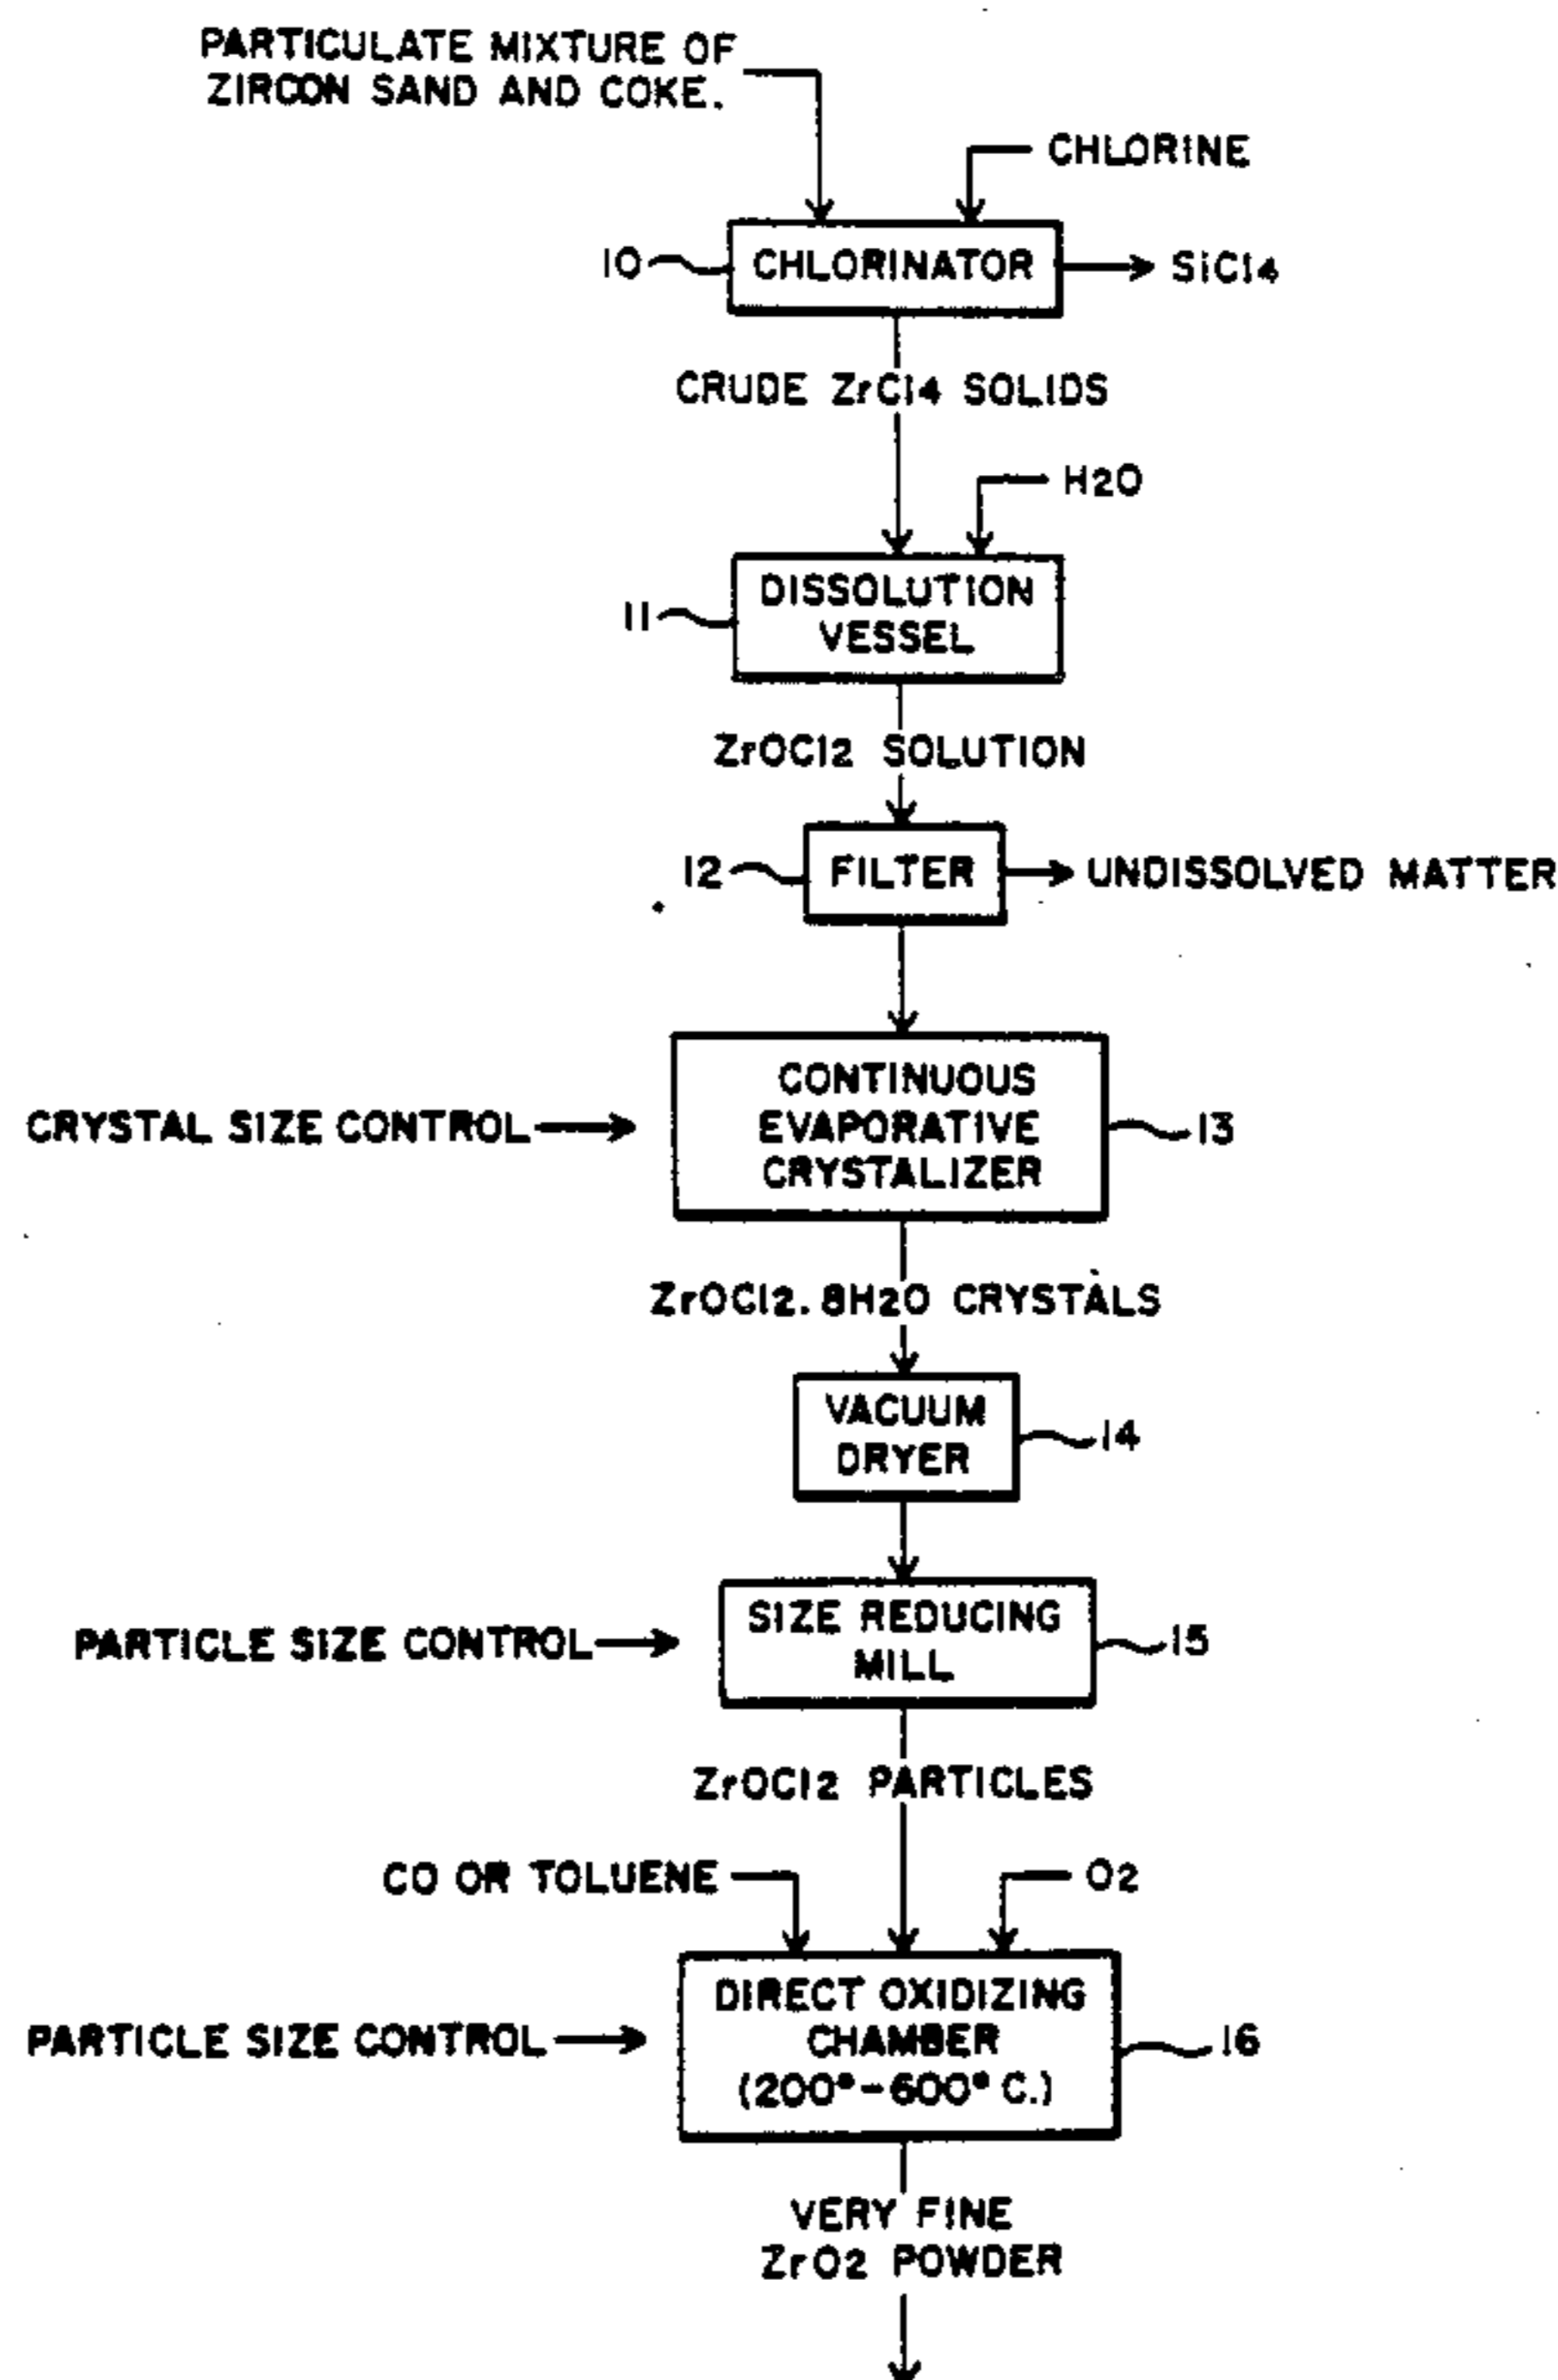 PARTICULATE MIXTURE OF
ZIRCON SAND AND COKE.
CHLORINE
10
CHLORINATOR
SiCl4
CRUDE ZrCl4 SOLIDS
H2O
11
DISSOLUTION
VESSEL
ZrOCl2 SOLUTION
12
FILTER
UNDISSOLVED MATTER
CRYSTAL SIZE CONTROL
CONTINUOUS
EVAPORATIVE
CRYSTALIZER
13
ZrOCl2.8H2O CRYSTALS
VACUUM
DRYER
14
PARTICLE SIZE CONTROL
SIZE REDUCING
MILL
15
ZrOCl2 PARTICLES
CO OR TOLUENE
O2
PARTICLE SIZE CONTROL
DIRECT OXIDIZING
CHAMBER
(200°-600° C.)
16
VERY FINE
ZrO2 POWDER